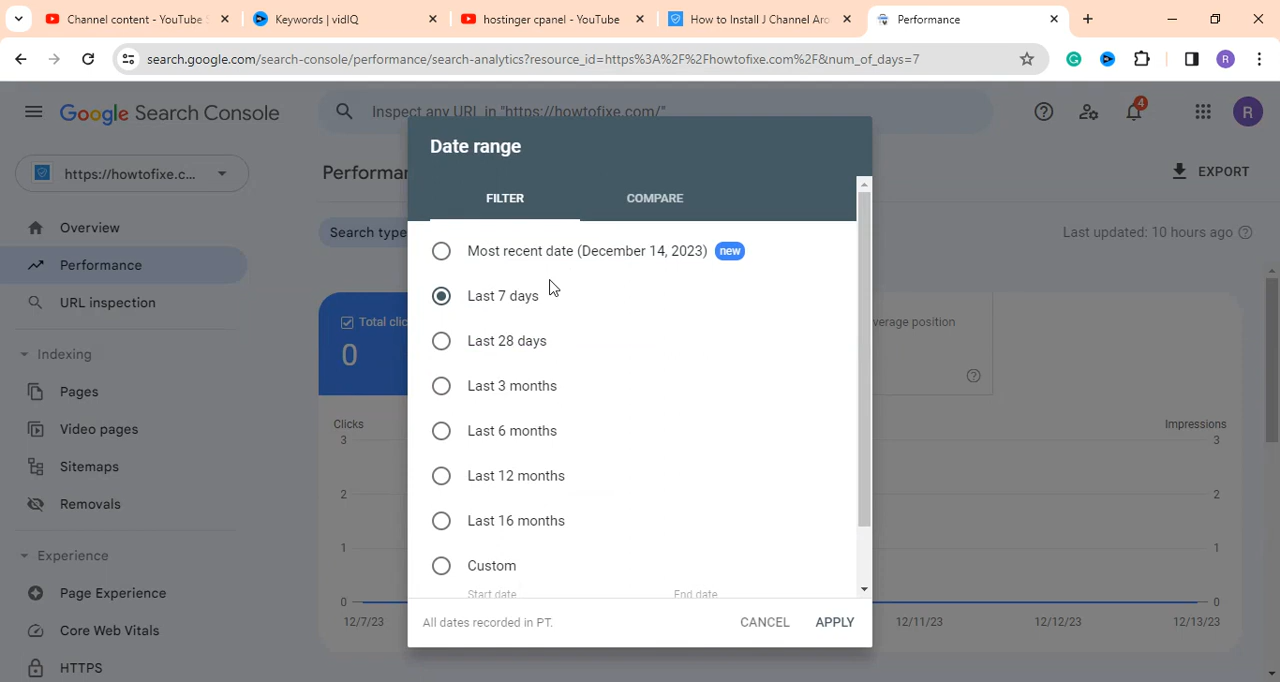 Channel content - YouTube S
Keywords | vidIQ
hostinger cpanel - YouTube
How to Install J Channel Aro
Performance
search.google.com/search-console/performance/search-analytics?resource_id=https%3A%2F%2Fhowtofixe.com%2F&num_of_days=7
R
Google Search Console
Inspect any URL in "https://howtofixe.com/"
4
R
https://howtofixe.c...
Performa
EXPORT
Search type
Last updated: 10 hours ago
Overview
Performance
URL inspection
Indexing
Pages
Video pages
Sitemaps
Removals
Experience
Page Experience
Core Web Vitals
HTTPS
Total clic
0
verage position
Clicks
3
2
1
0
Impressions
3
2
1
0
12/7/23
12/11/23
12/12/23
12/13/23
Date range
FILTER
COMPARE
Most recent date (December 14, 2023) new
Last 7 days
Last 28 days
Last 3 months
Last 6 months
Last 12 months
Last 16 months
Custom
Start date
End date
All dates recorded in PT.
CANCEL
APPLY